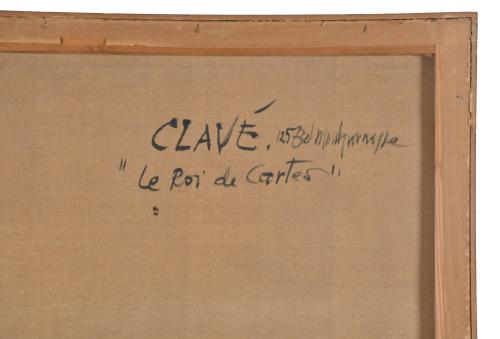 CLAVÉ. 125 Bd Montparnasse
"Le Roi de Cartes"